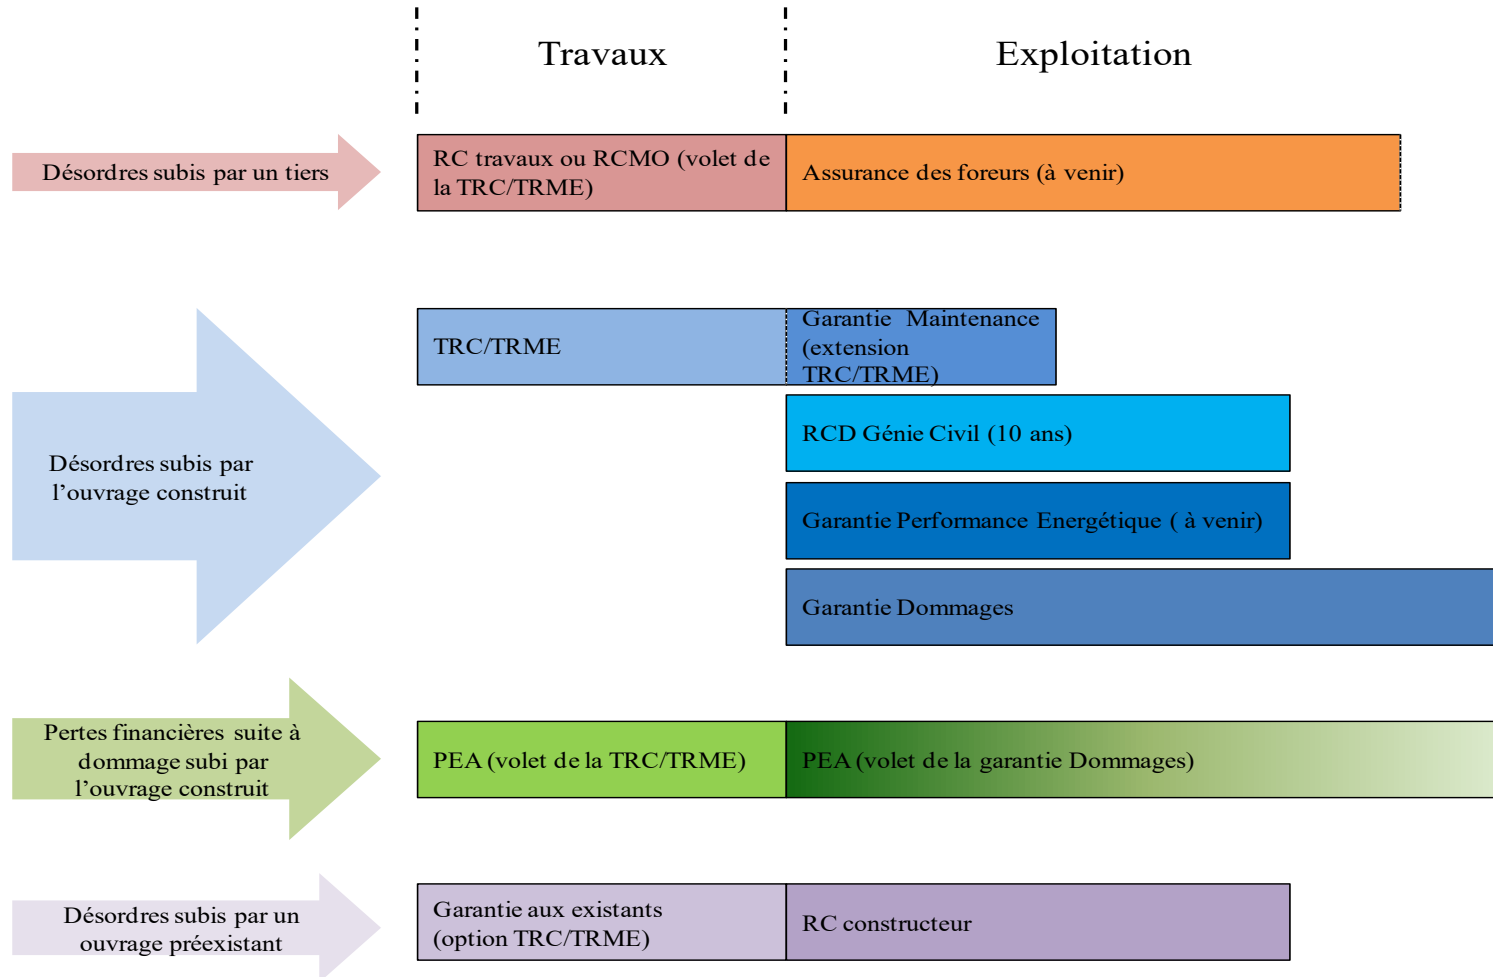 Travaux
Exploitation
Désordres subis par un tiers
RC travaux ou RCMO (volet de
la TRC/TRME)
Assurance des foreurs (à venir)
Désordres subis par
l’ouvrage construit
TRC/TRME
Garantie Maintenance
(extension
TRC/TRME)
RCD Génie Civil (10 ans)
Garantie Performance Energétique ( à venir)
Garantie Dommages
Pertes financières suite à
dommage subi par
l’ouvrage construit
PEA (volet de la TRC/TRME)
PEA (volet de la garantie Dommages)
Désordres subis par un
ouvrage préexistant
Garantie aux existants
(option TRC/TRME)
RC constructeur